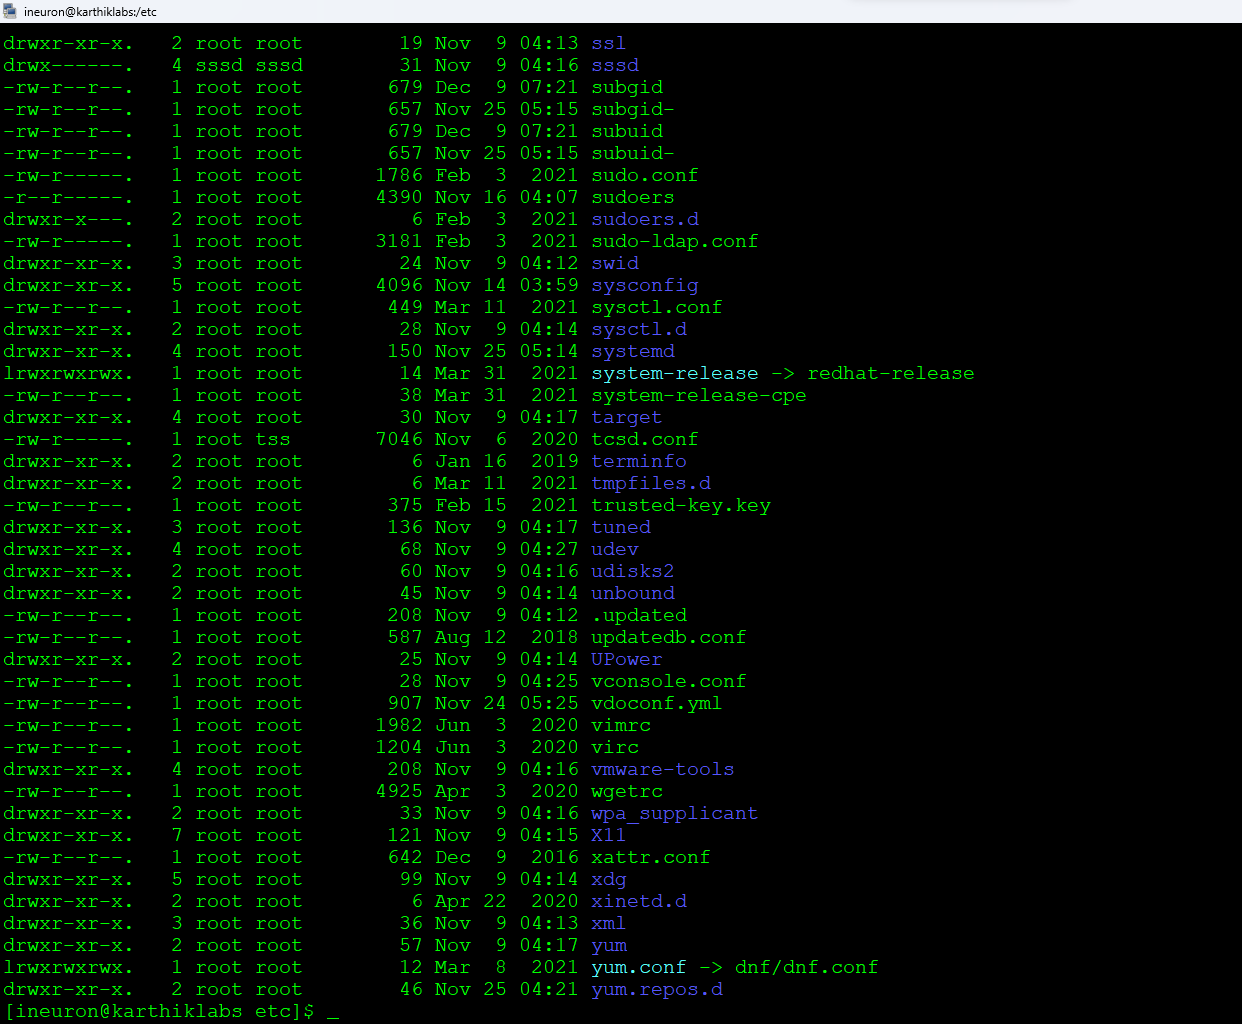 ineuron@karthiklabs:/etc
drwxr-xr-x.   2 root root        19 Nov  9 04:13 ssl
drwx------.   4 sssd sssd        31 Nov  9 04:16 sssd
-rw-r--r--.   1 root root       679 Dec  9 07:21 subgid
-rw-r--r--.   1 root root       657 Nov 25 05:15 subgid-
-rw-r--r--.   1 root root       679 Dec  9 07:21 subuid
-rw-r--r--.   1 root root       657 Nov 25 05:15 subuid-
-rw-r-----.   1 root root      1786 Feb  3  2021 sudo.conf
-r--r-----.   1 root root      4390 Nov 16 04:07 sudoers
drwxr-x---.   2 root root         6 Feb  3  2021 sudoers.d
-rw-r-----.   1 root root      3181 Feb  3  2021 sudo-ldap.conf
drwxr-xr-x.   3 root root        24 Nov  9 04:12 swid
drwxr-xr-x.   5 root root      4096 Nov 14 03:59 sysconfig
-rw-r--r--.   1 root root       449 Mar 11  2021 sysctl.conf
drwxr-xr-x.   2 root root        28 Nov  9 04:14 sysctl.d
drwxr-xr-x.   4 root root       150 Nov 25 05:14 systemd
lrwxrwxrwx.   1 root root        14 Mar 31  2021 system-release -> redhat-release
-rw-r--r--.   1 root root        38 Mar 31  2021 system-release-cpe
drwxr-xr-x.   4 root root        30 Nov  9 04:17 target
-rw-r-----.   1 root tss       7046 Nov  6  2020 tcsd.conf
drwxr-xr-x.   2 root root         6 Jan 16  2019 terminfo
drwxr-xr-x.   2 root root         6 Mar 11  2021 tmpfiles.d
-rw-r--r--.   1 root root       375 Feb 15  2021 trusted-key.key
drwxr-xr-x.   3 root root       136 Nov  9 04:17 tuned
drwxr-xr-x.   4 root root        68 Nov  9 04:27 udev
drwxr-xr-x.   2 root root        60 Nov  9 04:16 udisks2
drwxr-xr-x.   2 root root        45 Nov  9 04:14 unbound
-rw-r--r--.   1 root root       208 Nov  9 04:12 .updated
-rw-r--r--.   1 root root       587 Aug 12  2018 updatedb.conf
drwxr-xr-x.   2 root root        25 Nov  9 04:14 UPower
-rw-r--r--.   1 root root        28 Nov  9 04:25 vconsole.conf
-rw-r--r--.   1 root root       907 Nov 24 05:25 vdoconf.yml
-rw-r--r--.   1 root root      1982 Jun  3  2020 vimrc
-rw-r--r--.   1 root root      1204 Jun  3  2020 virc
drwxr-xr-x.   4 root root       208 Nov  9 04:16 vmware-tools
-rw-r--r--.   1 root root      4925 Apr  3  2020 wgetrc
drwxr-xr-x.   2 root root        33 Nov  9 04:16 wpa_supplicant
drwxr-xr-x.   7 root root       121 Nov  9 04:15 X11
-rw-r--r--.   1 root root       642 Dec  9  2016 xattr.conf
drwxr-xr-x.   5 root root        99 Nov  9 04:14 xdg
drwxr-xr-x.   2 root root         6 Apr 22  2020 xinetd.d
drwxr-xr-x.   3 root root        36 Nov  9 04:13 xml
drwxr-xr-x.   2 root root        57 Nov  9 04:17 yum
lrwxrwxrwx.   1 root root        12 Mar  8  2021 yum.conf -> dnf/dnf.conf
drwxr-xr-x.   2 root root        46 Nov 25 04:21 yum.repos.d
[ineuron@karthiklabs etc]$ _